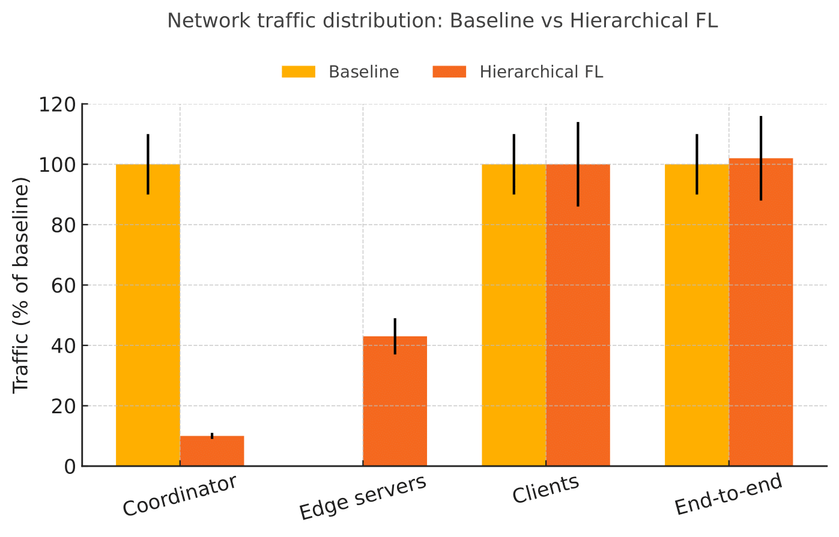 Network traffic distribution: Baseline vs Hierarchical FL
Baseline
Hierarchical FL
Traffic (% of baseline)
120
100
80
60
40
20
0
Coordinator
Edge servers
Clients
End-to-end